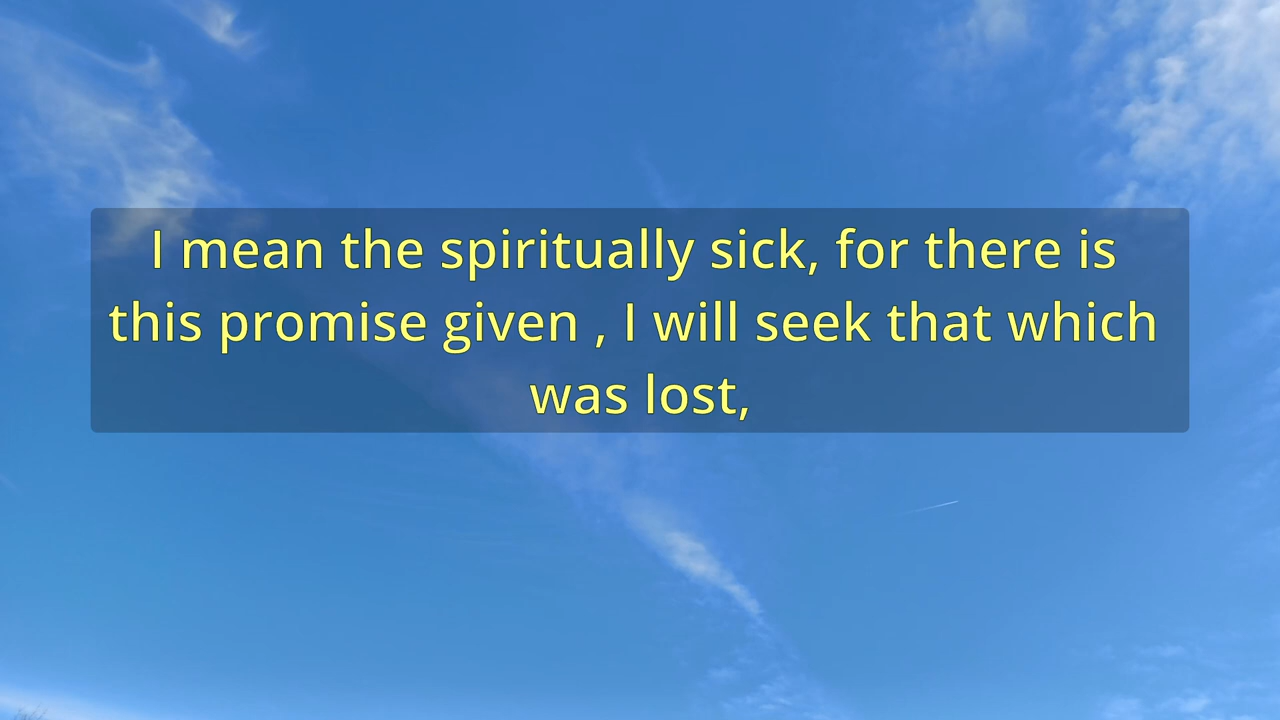 I mean the spiritually sick, for there is
this promise given , I will seek that which
was lost,